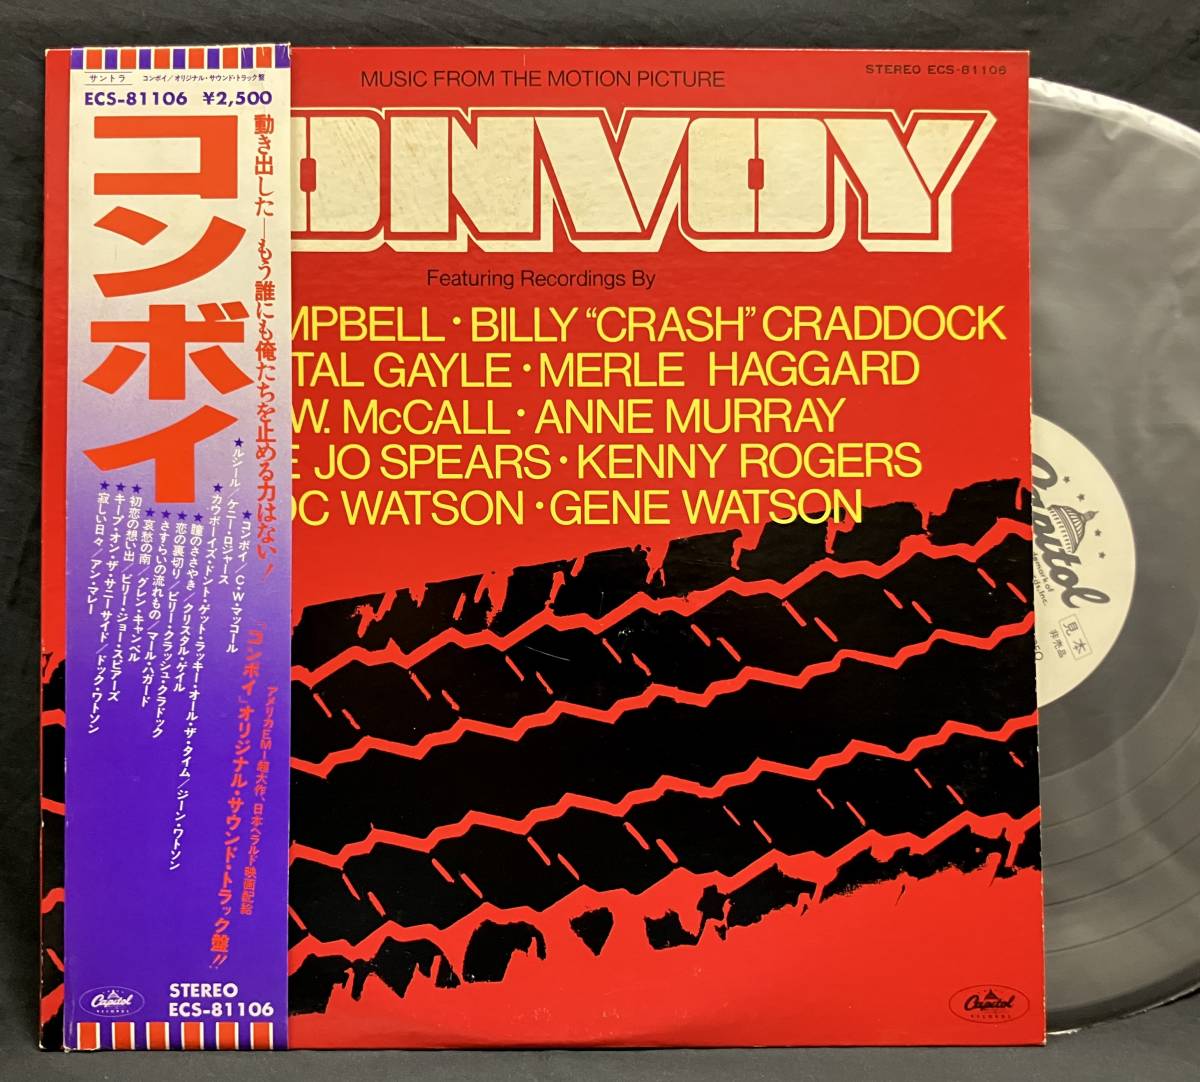 サントラ
コンボイ/オリジナル・サウンド・トラック盤
ECS-81106 ¥2,500
コンボイ
動き出した—もう誰にも俺たちを止める力はない!
★コンボイ/C.W.マッコール
★ルシール/ケニー・ロジャース
★カウボーイズ・ドント・ゲット・ラッキー・オール・ザ・タイム/ジーン・ワトソン
★瞳のささやき/クリスタル・ゲイル
★恋の裏切り/ビリー・クラッシュ・クラドック
★さすらいの流れもの/マール・ハガード
★哀愁の南/グレン・キャンベル
★初恋の想い出/ビリー・ジョー・スピアーズ
★キープ・オン・ザ・サニーサイド/ドック・ワトソン
★寂しい日々/アン・マレー
アメリカEMI超大作、日本ヘラルド映画配給
「コンボイ」オリジナル・サウンド・トラック盤!!
Capitol
RECORDS
STEREO
ECS-81106
MUSIC FROM THE MOTION PICTURE
STEREO ECS-81106
ONVOY
Featuring Recordings By
MPBELL · BILLY “CRASH” CRADDOCK
TAL GAYLE · MERLE HAGGARD
W. McCALL · ANNE MURRAY
E JO SPEARS · KENNY ROGERS
OC WATSON · GENE WATSON
Capitol
RECORDS
Capitol
見本
非売品